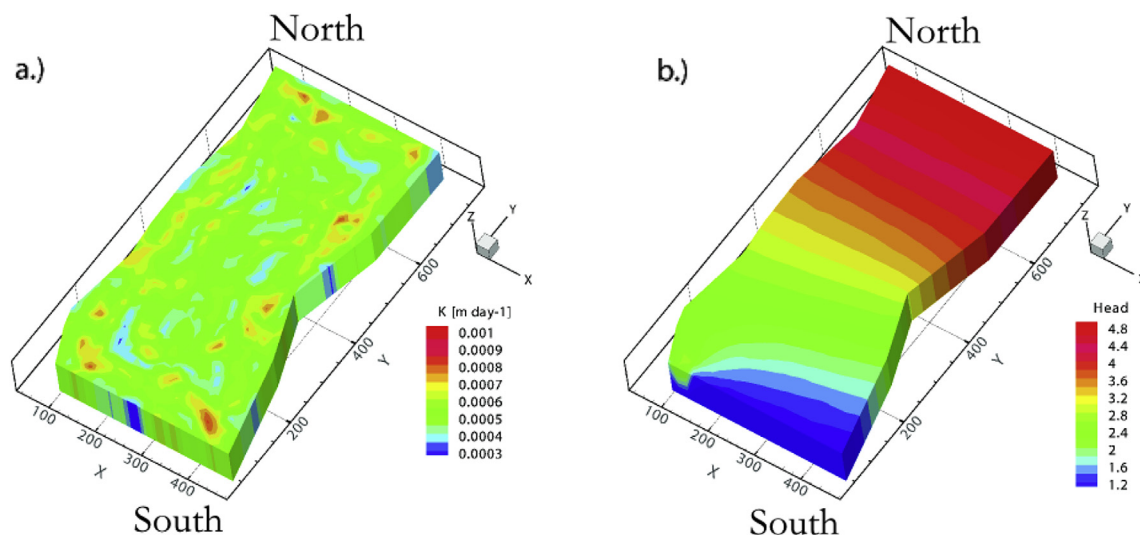 North
a.)
Z
Y
X
600
400
200
Y
100
200
300
400
X
South
K [m day-1]
0.001
0.0009
0.0008
0.0007
0.0006
0.0005
0.0004
0.0003
North
b.)
Z
Y
600
400
200
Y
100
200
300
400
X
South
Head
4.8
4.4
4
3.6
3.2
2.8
2.4
2
1.6
1.2